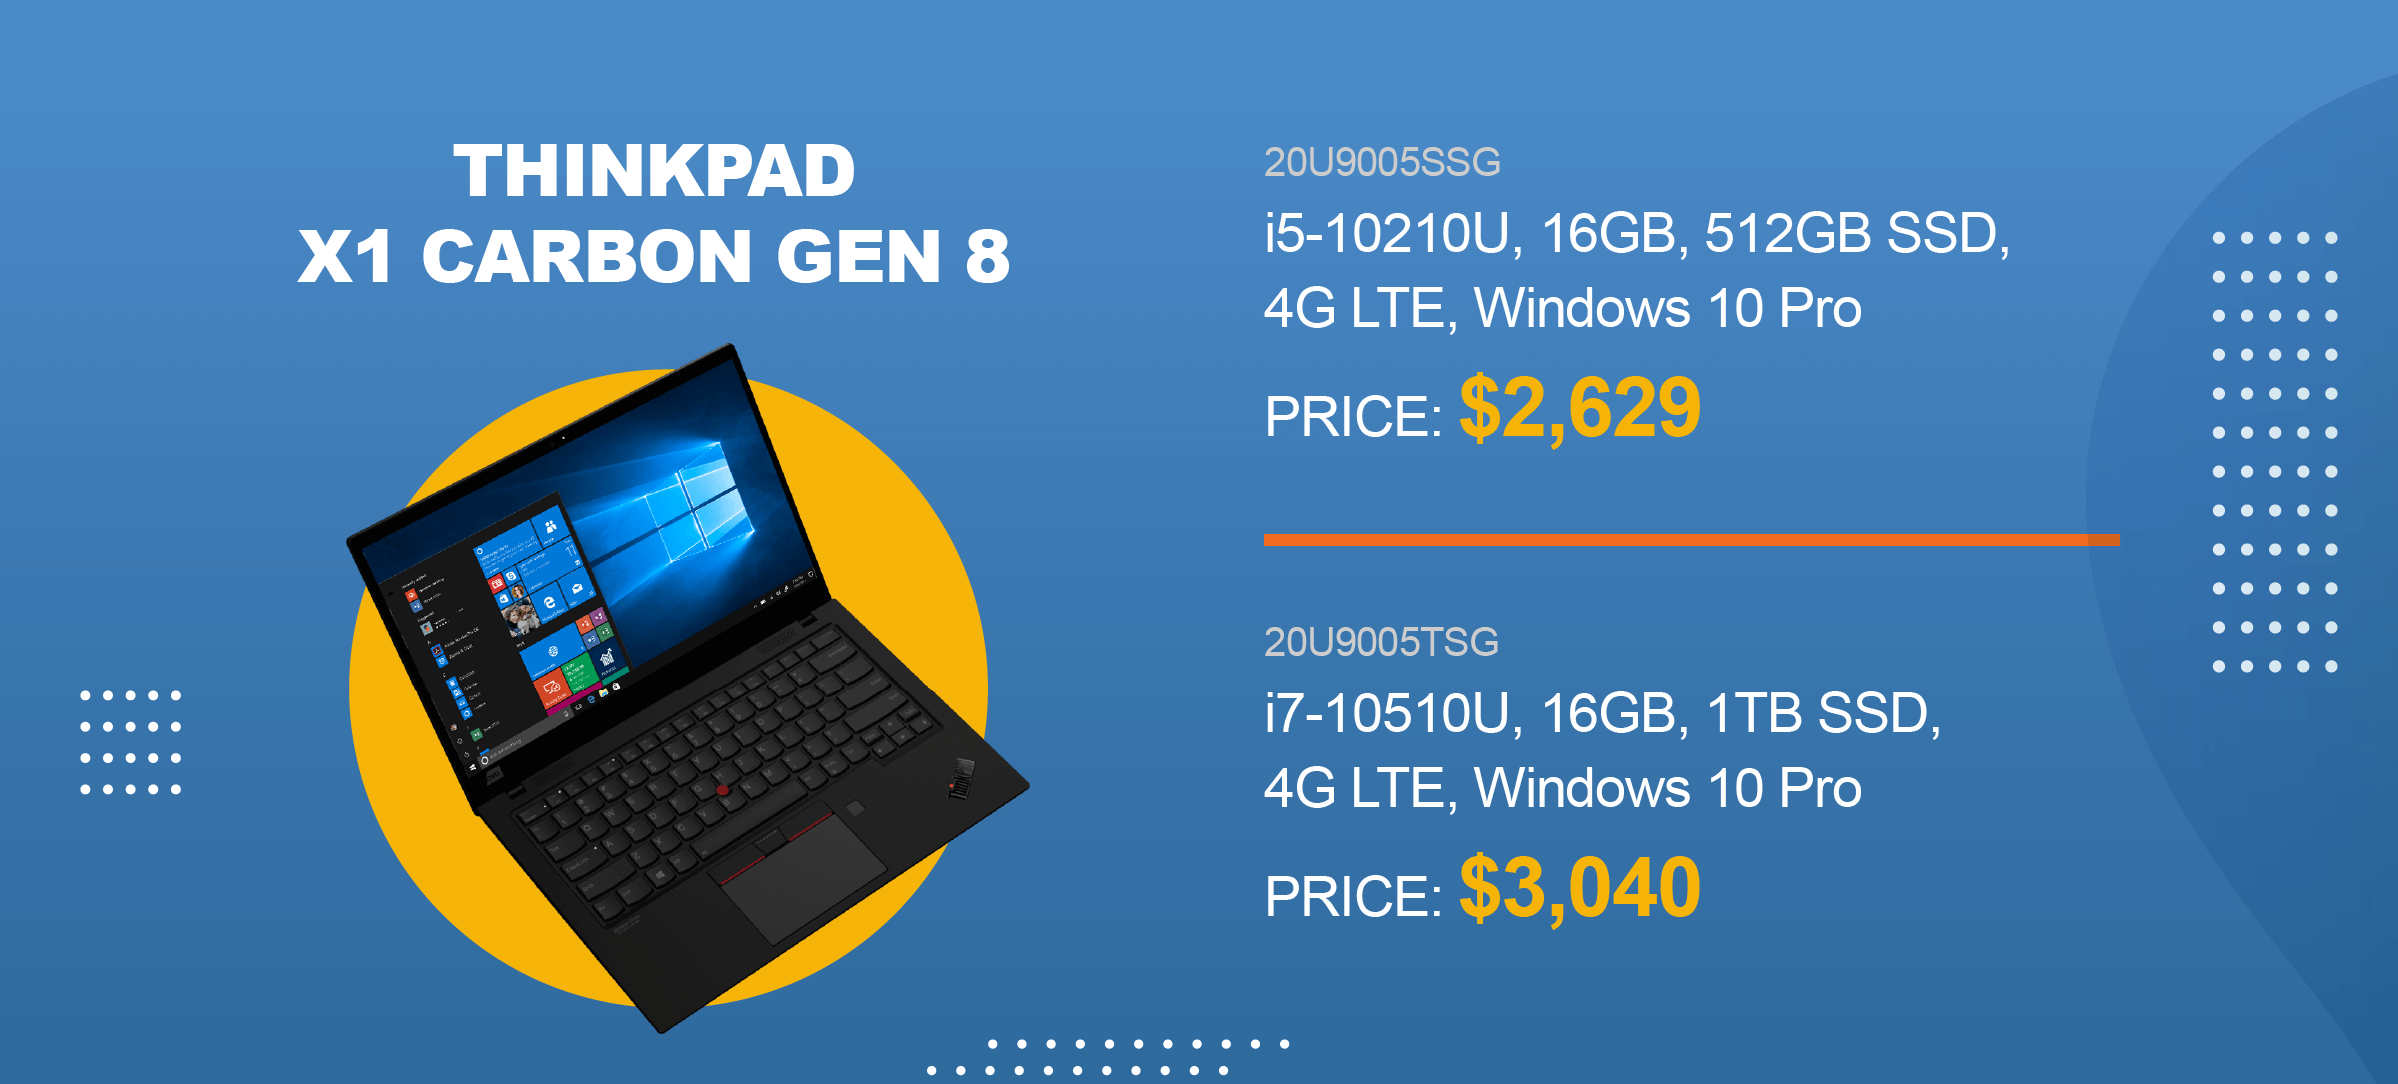 THINKPAD
X1 CARBON GEN 8
20U9005SSG
i5-10210U, 16GB, 512GB SSD,
4G LTE, Windows 10 Pro
PRICE: $2,629
20U9005TSG
i7-10510U, 16GB, 1TB SSD,
4G LTE, Windows 10 Pro
PRICE: $3,040